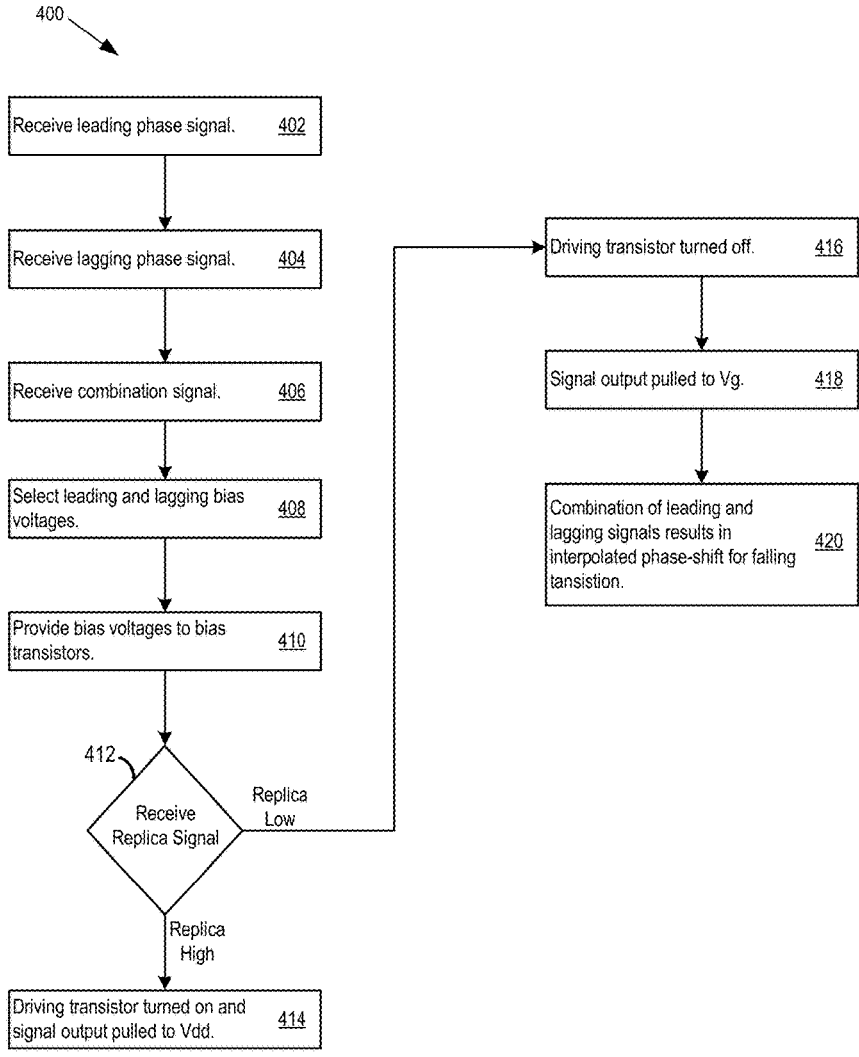 400
Receive leading phase signal. 402
Receive lagging phase signal. 404
Receive combination signal. 406
Select leading and lagging bias
voltages. 408
Provide bias voltages to bias
transistors. 410
412
Receive
Replica Signal
Replica
Low
Replica
High
Driving transistor turned on and
signal output pulled to Vdd. 414
Driving transistor turned off. 416
Signal output pulled to Vg. 418
Combination of leading and
lagging signals results in
interpolated phase-shift for falling
tansistion. 420